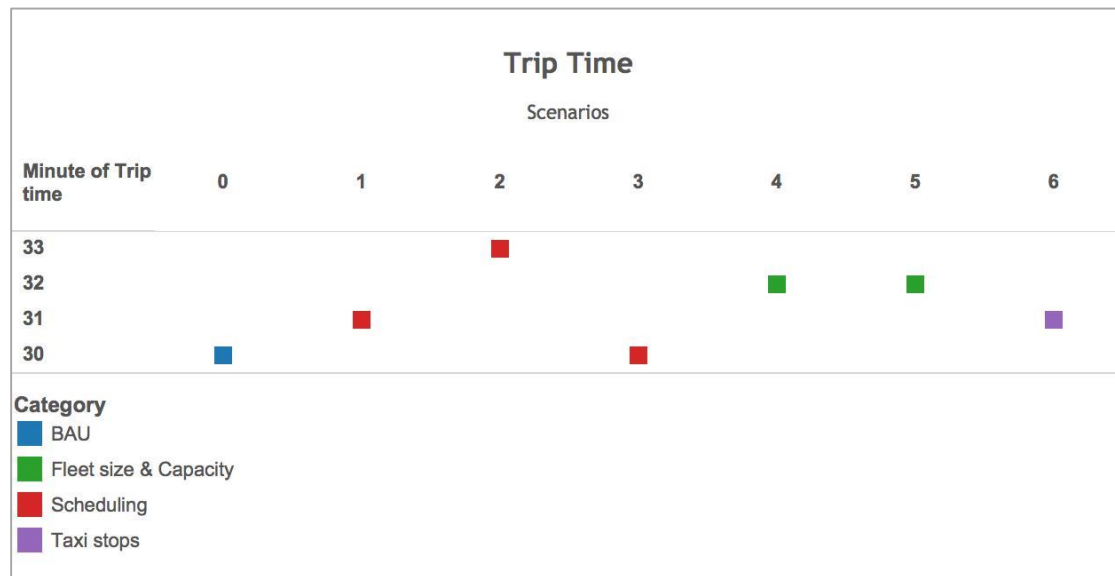 Trip Time
Scenarios
Minute of Trip
time
0 1 2 3 4 5 6
33
32
31
30
Category
BAU
Fleet size & Capacity
Scheduling
Taxi stops